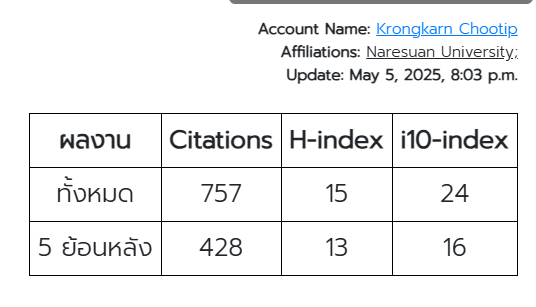 Account Name: Krongkarn Chootip
Affiliations: Naresuan University;
Update: May 5, 2025, 8:03 p.m.
ผลงาน Citations H-index i10-index
ทั้งหมด 757 15 24
5 ย้อนหลัง 428 13 16